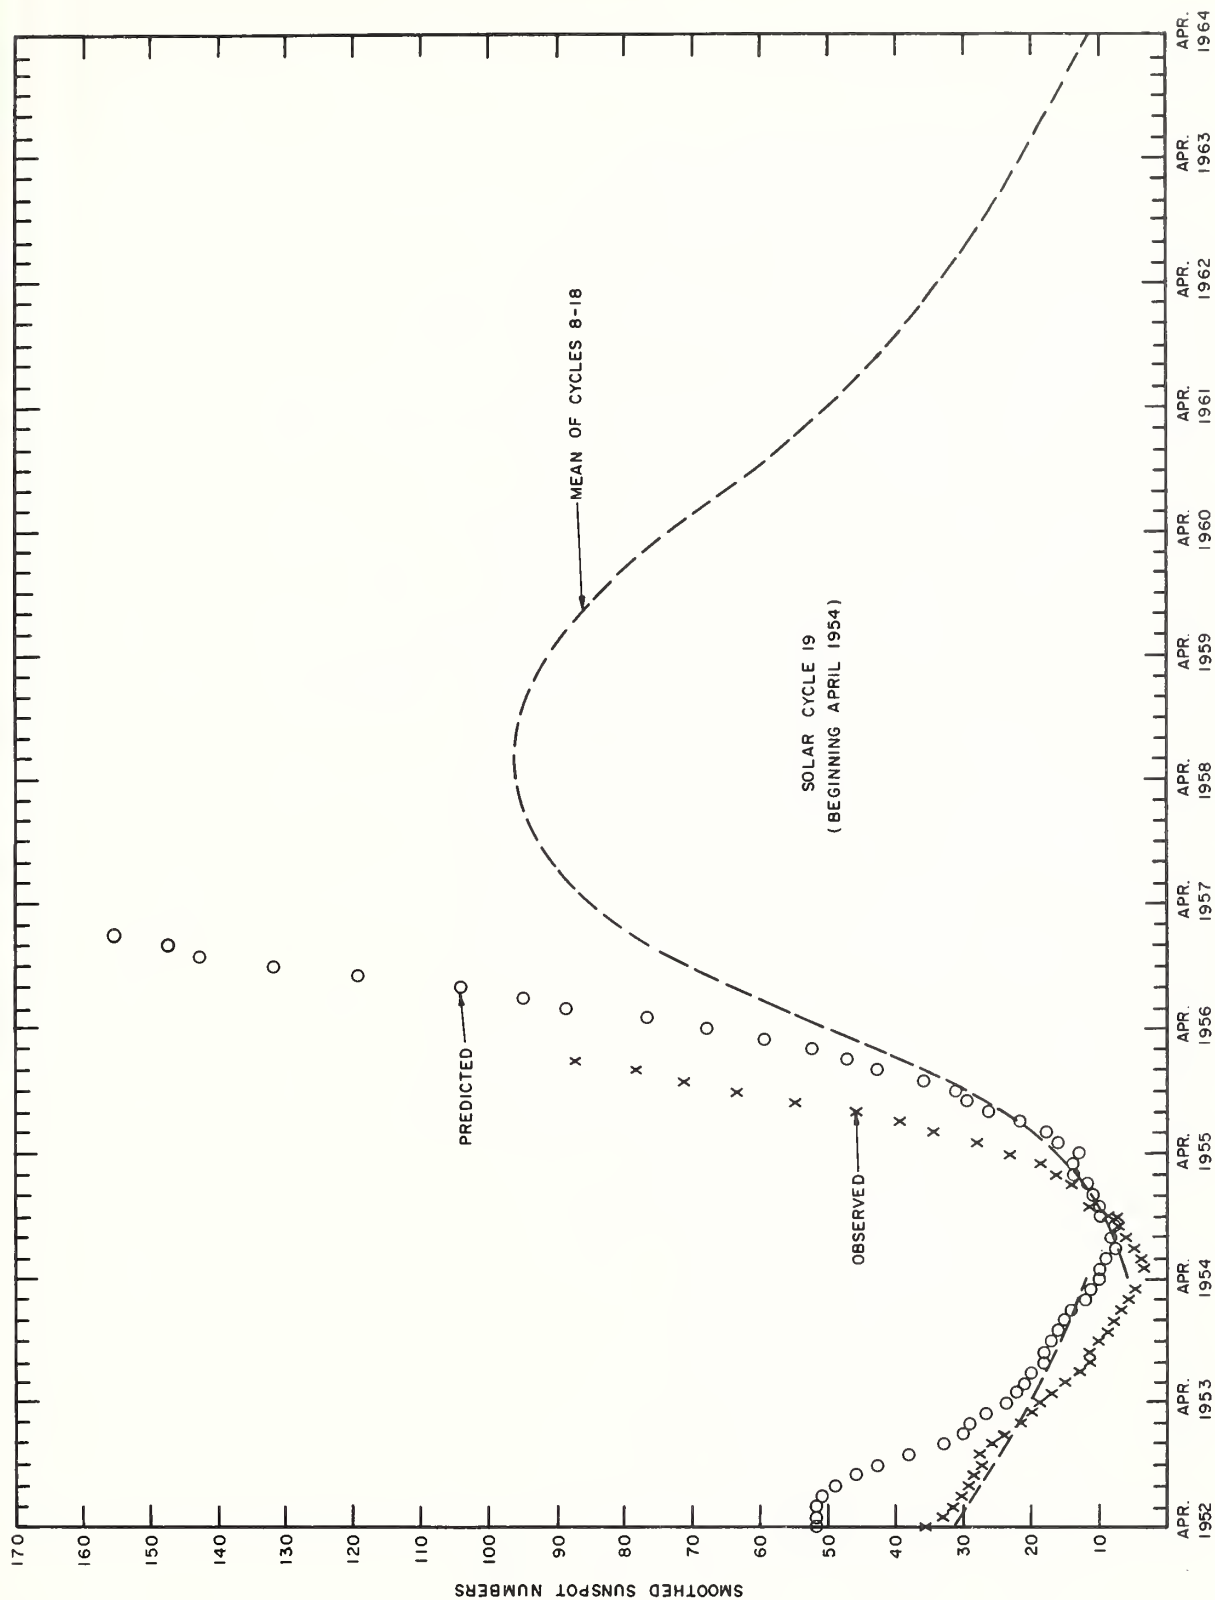 SMOOTHED SUNSPOT NUMBERS
170
160
150
140
130
120
110
100
90
80
70
60
50
40
30
20
10
PREDICTED
OBSERVED
MEAN OF CYCLES 8-18
SOLAR CYCLE 19
(BEGINNING APRIL 1954)
APR.
1952
APR.
1953
APR.
1954
APR.
1955
APR.
1956
APR.
1957
APR.
1958
APR.
1959
APR.
1960
APR.
1961
APR.
1962
APR.
1963
APR.
1964